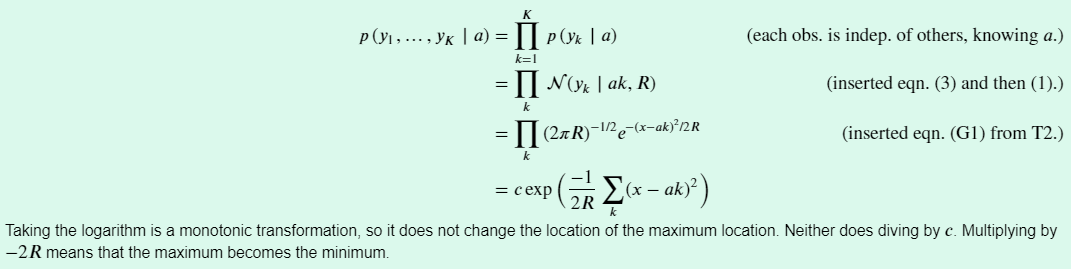 p(y₁, …, y_K | a) = ∏_{k=1}^{K} p(y_k | a) (each obs. is indep. of others, knowing a.)
= ∏_k 𝒩(y_k | ak, R) (inserted eqn. (3) and then (1).)
= ∏_k (2πR)^{−1/2} e^{−(x−ak)²/2R} (inserted eqn. (G1) from T2.)
= c exp(−1/2R ∑_k (x − ak)²)
Taking the logarithm is a monotonic transformation, so it does not change the location of the maximum location. Neither does diving by c. Multiplying by
−2R means that the maximum becomes the minimum.